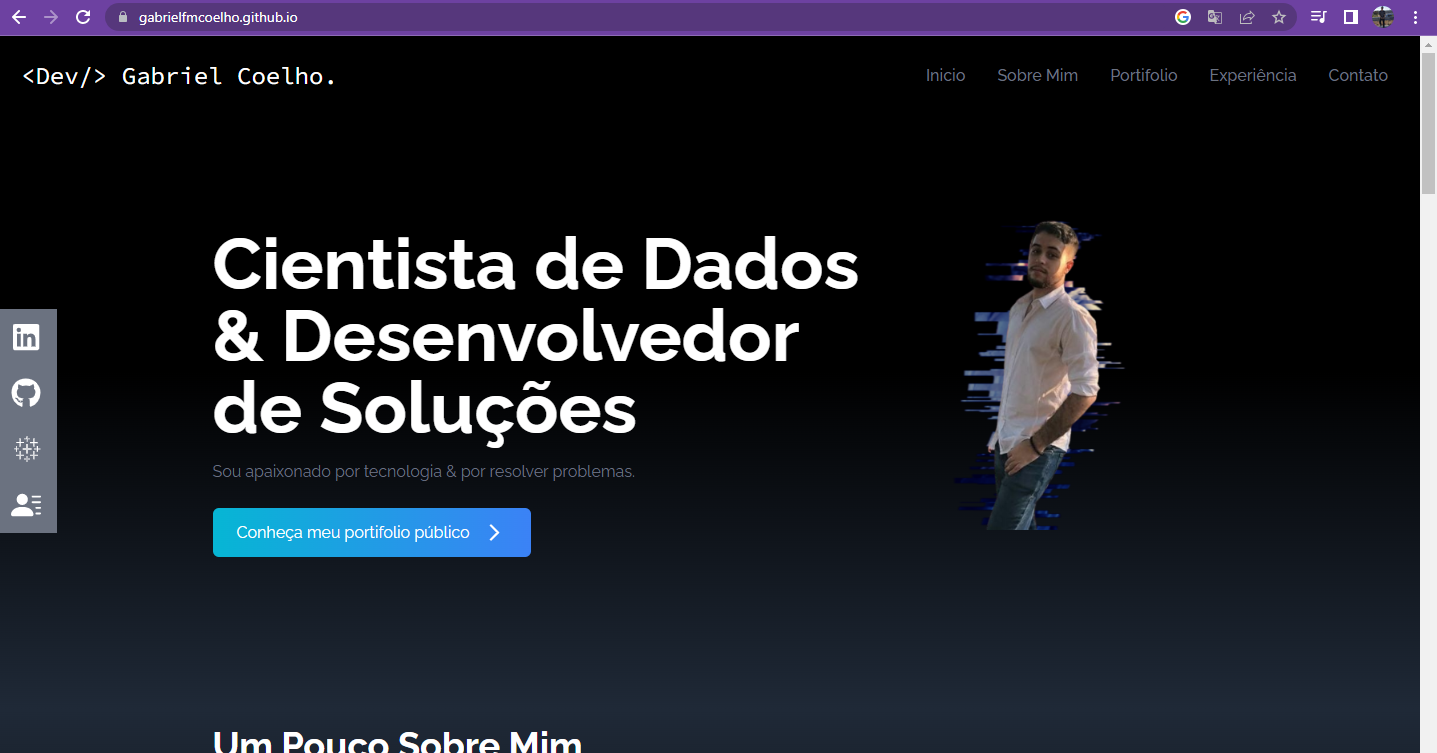 gabrielfmcoelho.github.io
<Dev/> Gabriel Coelho.
Inicio Sobre Mim Portifolio Experiência Contato
Cientista de Dados
& Desenvolvedor
de Soluções
Sou apaixonado por tecnologia & por resolver problemas.
Conheça meu portifolio público
Um Pouco Sobre Mim